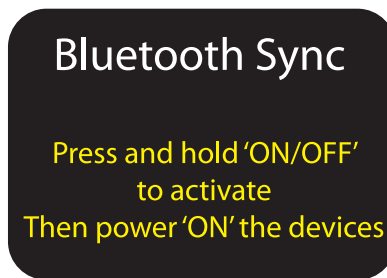 Bluetooth Sync
Press and hold ‘ON/OFF’
to activate
Then power ‘ON’ the devices